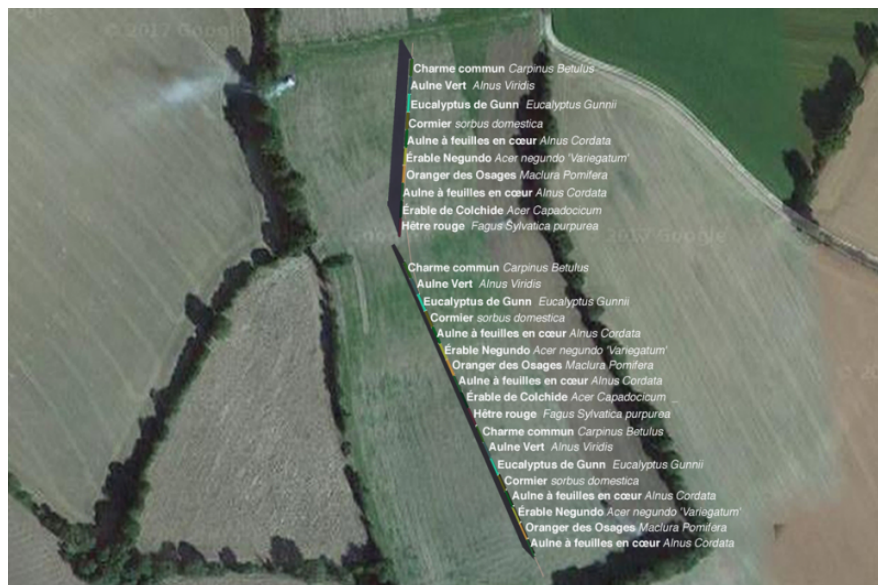 © 2017 Google
Charme commun Carpinus Betulus
Aulne Vert Alnus Viridis
Eucalyptus de Gunn Eucalyptus Gunnii
Cormier sorbus domestica
Aulne à feuilles en cœur Alnus Cordata
Érable Negundo Acer negundo 'Variegatum'
Oranger des Osages Maclura Pomifera
Aulne à feuilles en cœur Alnus Cordata
Érable de Colchide Acer Capadocicum
Hêtre rouge Fagus Sylvatica purpurea
2017 Google
Charme commun Carpinus Betulus
Aulne Vert Alnus Viridis
Eucalyptus de Gunn Eucalyptus Gunnii
Cormier sorbus domestica
Aulne à feuilles en cœur Alnus Cordata
Érable Negundo Acer negundo 'Variegatum'
Oranger des Osages Maclura Pomifera
Aulne à feuilles en cœur Alnus Cordata
Érable de Colchide Acer Capadocicum _
Hêtre rouge Fagus Sylvatica purpurea
Charme commun Carpinus Betulus
Aulne Vert Alnus Viridis
Eucalyptus de Gunn Eucalyptus Gunnii
Cormier sorbus domestica
Aulne à feuilles en cœur Alnus Cordata
Érable Negundo Acer negundo 'Variegatum'
Oranger des Osages Maclura Pomifera
Aulne à feuilles en cœur Alnus Cordata